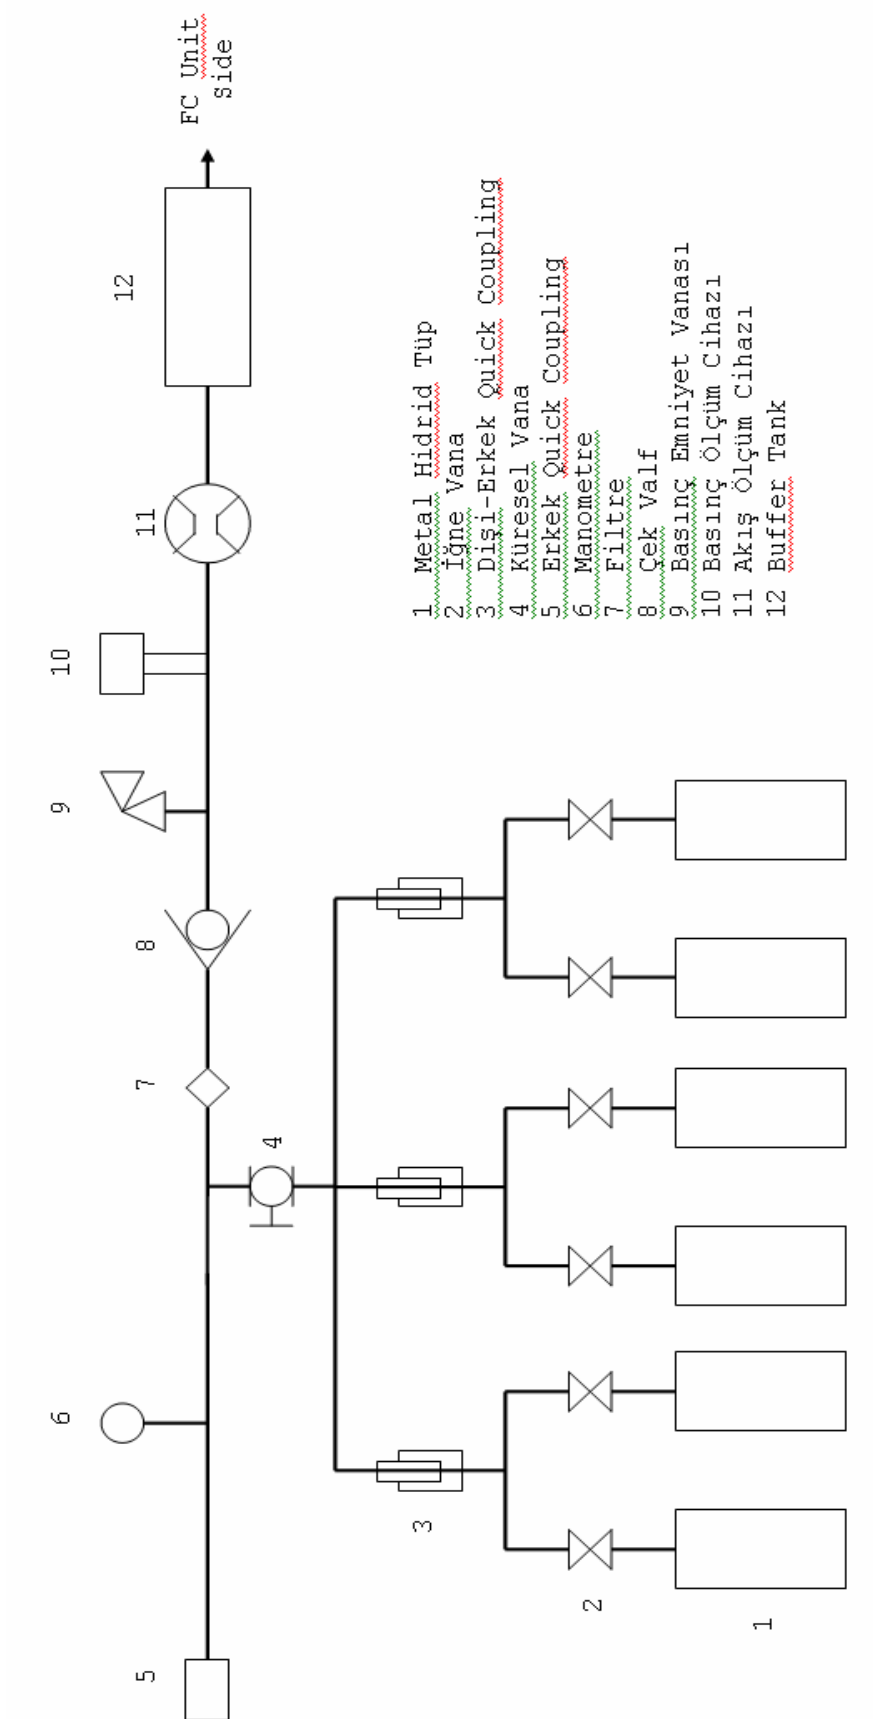 FC Unit
Side
12
11
10
9
8
7
4
6
5
3
2
1
1 Metal Hidrid Tüp
2 İğne Vana
3 Dişi-Erkek Quick Coupling
4 Küresel Vana
5 Erkek Quick Coupling
6 Manometre
7 Filtre
8 Çek Valf
9 Basınç Emniyet Vanası
10 Basınç Ölçüm Cihazı
11 Akış Ölçüm Cihazı
12 Buffer Tank